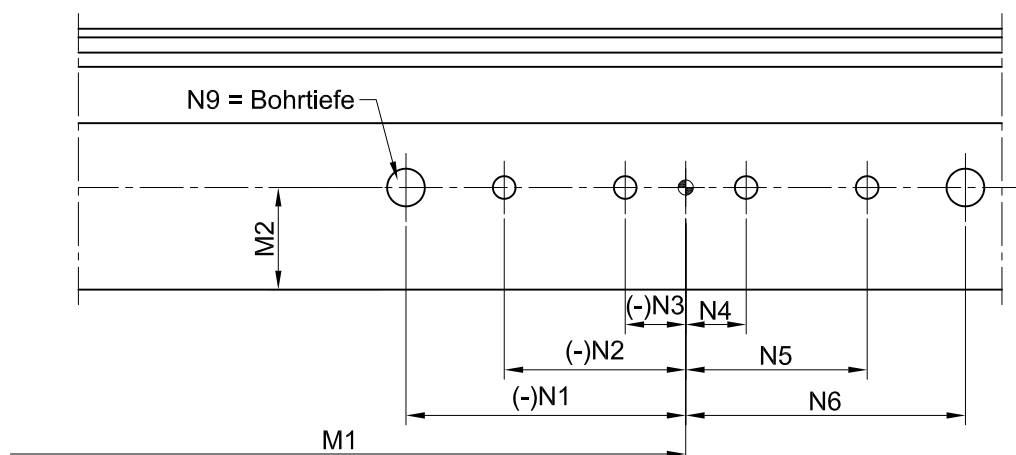 N9 = Bohrtiefe
M2
(-)N3
N4
(-)N2
N5
(-)N1
N6
M1